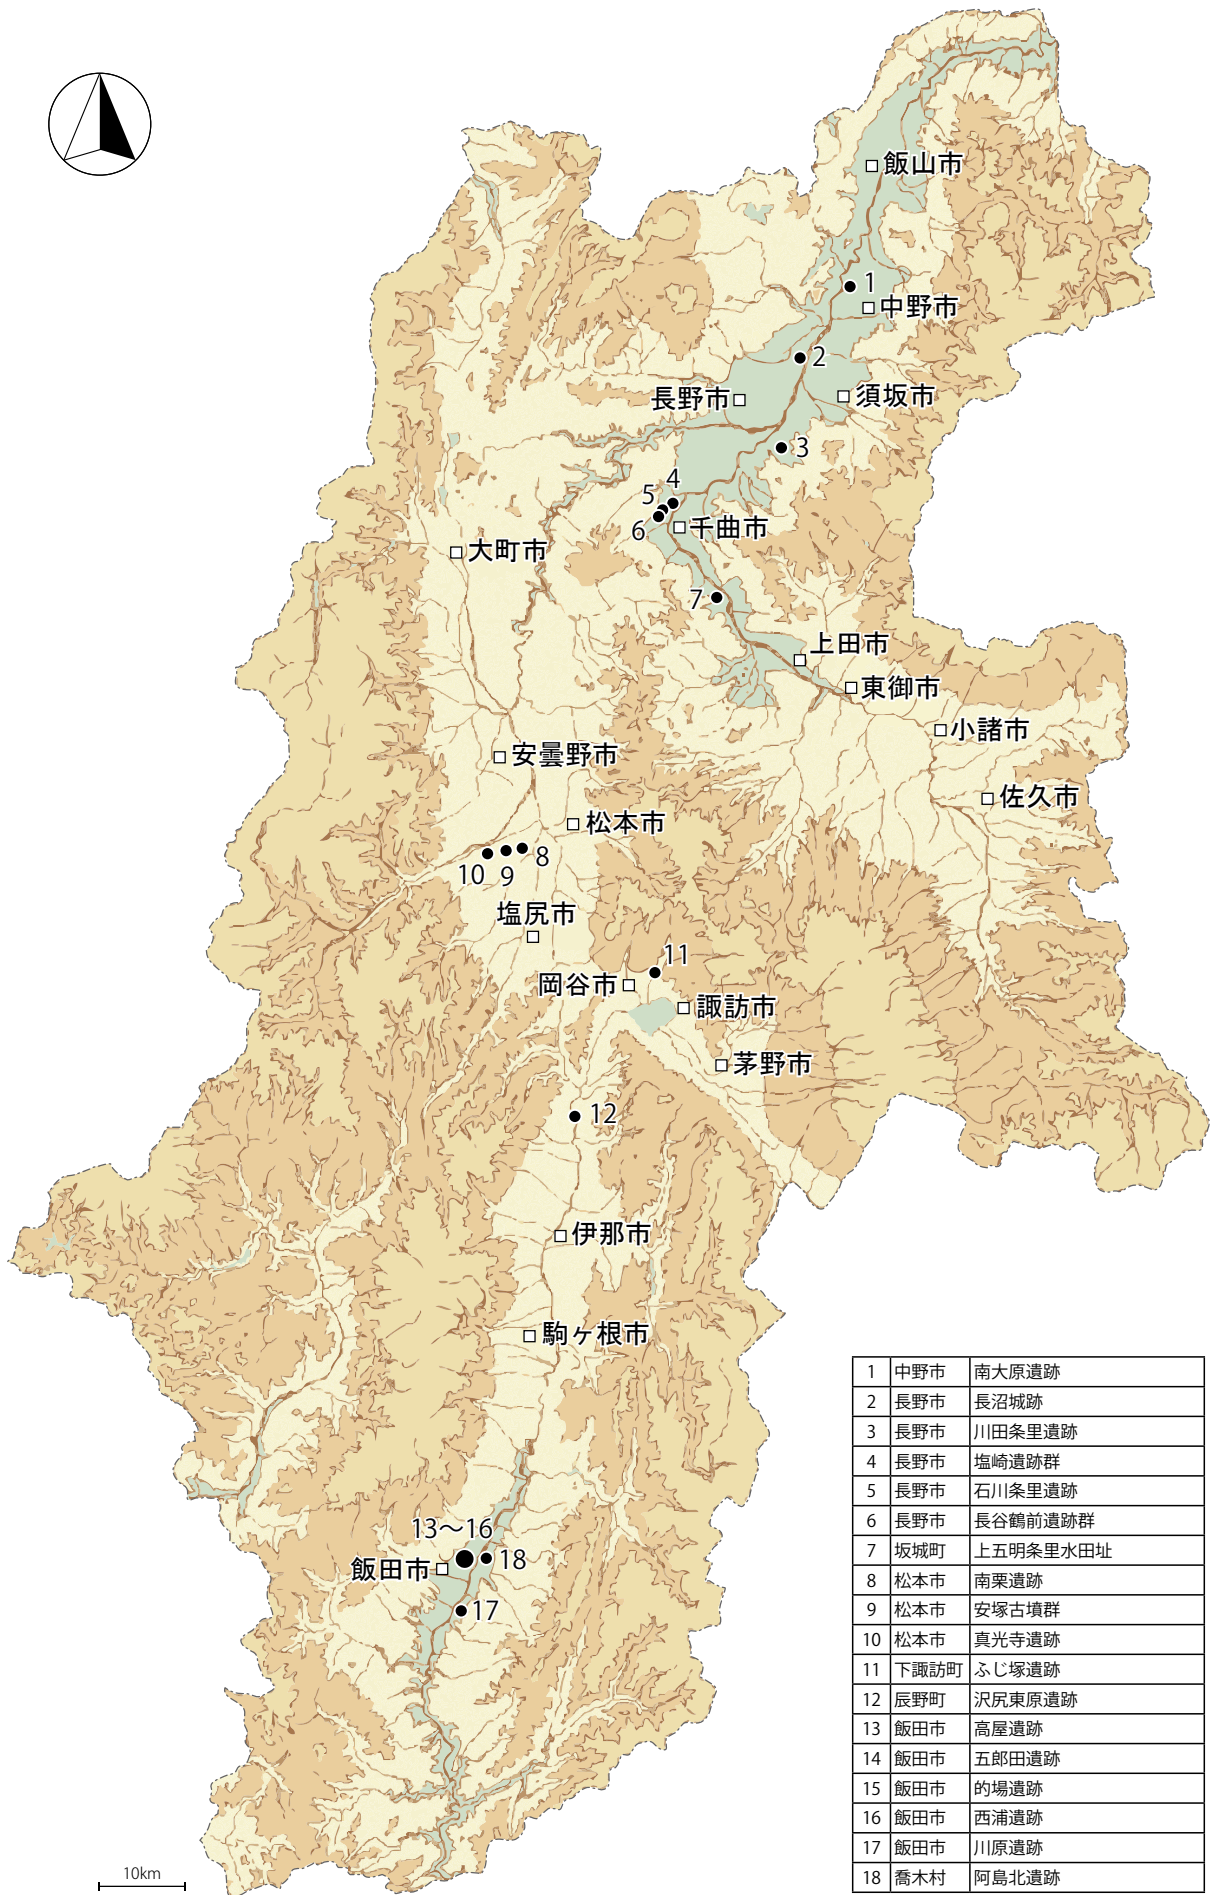 飯山市
1
中野市
2
長野市
須坂市
3
4
5
6
千曲市
大町市
7
上田市
東御市
小諸市
安曇野市
佐久市
松本市
8
9
10
塩尻市
11
岡谷市
諏訪市
茅野市
12
伊那市
駒ヶ根市
13〜16
飯田市
18
17
10km
1 中野市 南大原遺跡
2 長野市 長沼城跡
3 長野市 川田条里遺跡
4 長野市 塩崎遺跡群
5 長野市 石川条里遺跡
6 長野市 長谷鶴前遺跡群
7 坂城町 上五明条里水田址
8 松本市 南栗遺跡
9 松本市 安塚古墳群
10 松本市 真光寺遺跡
11 下諏訪町 ふじ塚遺跡
12 辰野町 沢尻東原遺跡
13 飯田市 高屋遺跡
14 飯田市 五郎田遺跡
15 飯田市 的場遺跡
16 飯田市 西浦遺跡
17 飯田市 川原遺跡
18 喬木村 阿島北遺跡